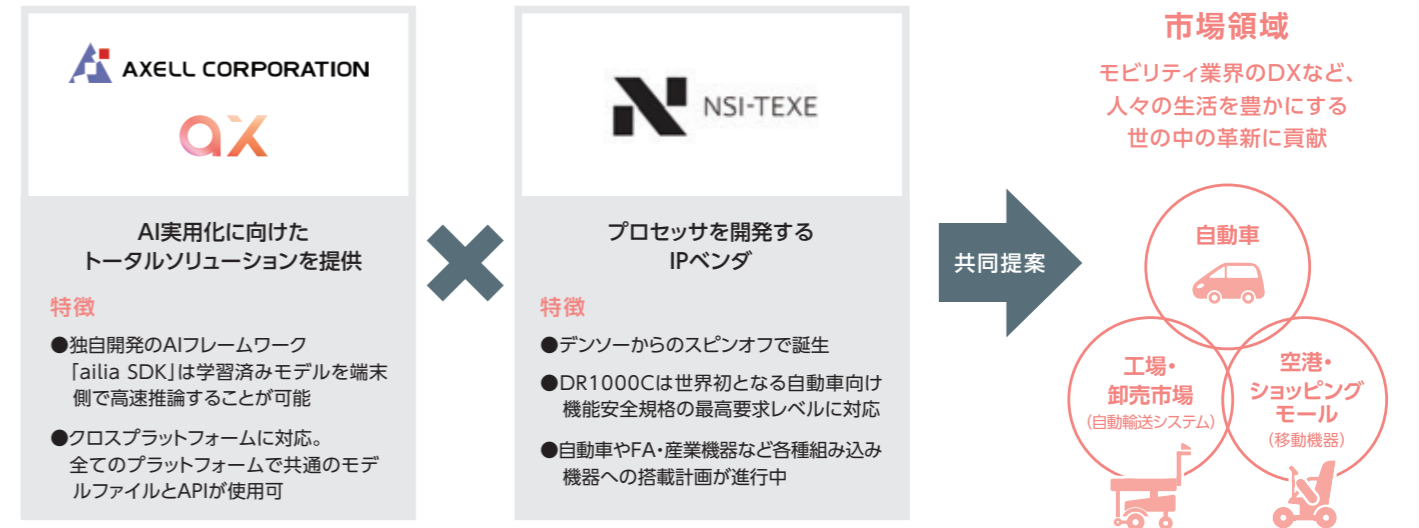 AXELL CORPORATION
ax
AI実用化に向けた
トータルソリューションを提供
特徴
●独自開発のAIフレームワーク
「ailia SDK」は学習済みモデルを端末
側で高速推論することが可能
●クロスプラットフォームに対応。
全てのプラットフォームで共通のモデ
ルファイルとAPIが使用可
NSI-TEXE
プロセッサを開発する
IPベンダ
特徴
●デンソーからのスピンオフで誕生
●DR1000Cは世界初となる自動車向け
機能安全規格の最高要求レベルに対応
●自動車やFA・産業機器など各種組み込み
機器への搭載計画が進行中
共同提案
市場領域
モビリティ業界のDXなど、
人々の生活を豊かにする
世の中の革新に貢献
自動車
工場・
卸売市場
(自動輸送システム)
空港・
ショッピング
モール
(移動機器)